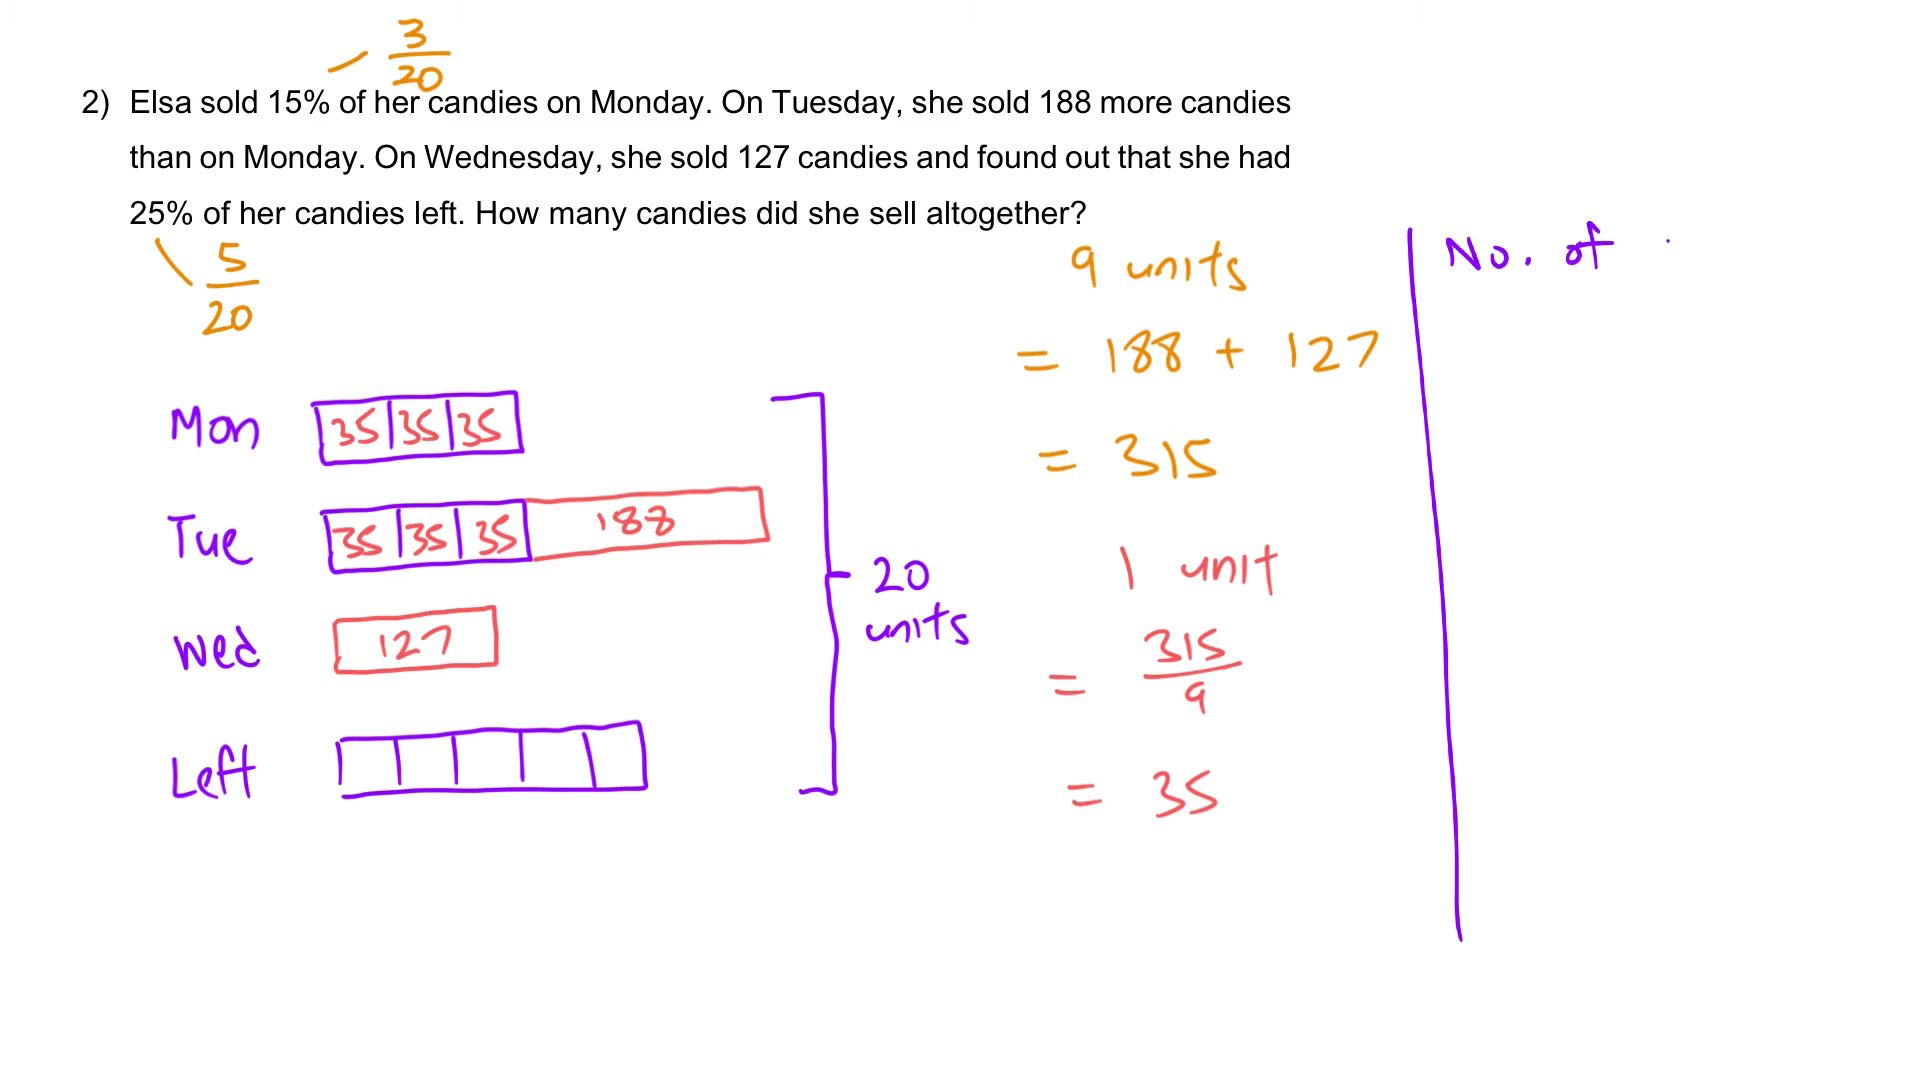 3
20
2) Elsa sold 15% of her candies on Monday. On Tuesday, she sold 188 more candies
than on Monday. On Wednesday, she sold 127 candies and found out that she had
25% of her candies left. How many candies did she sell altogether?
5
20
Mon 35 35 35
Tue 35 35 35 188
Wed 127
Left
20
units
9 units
= 188 + 127
= 315
1 unit
= 315
9
= 35
No. of